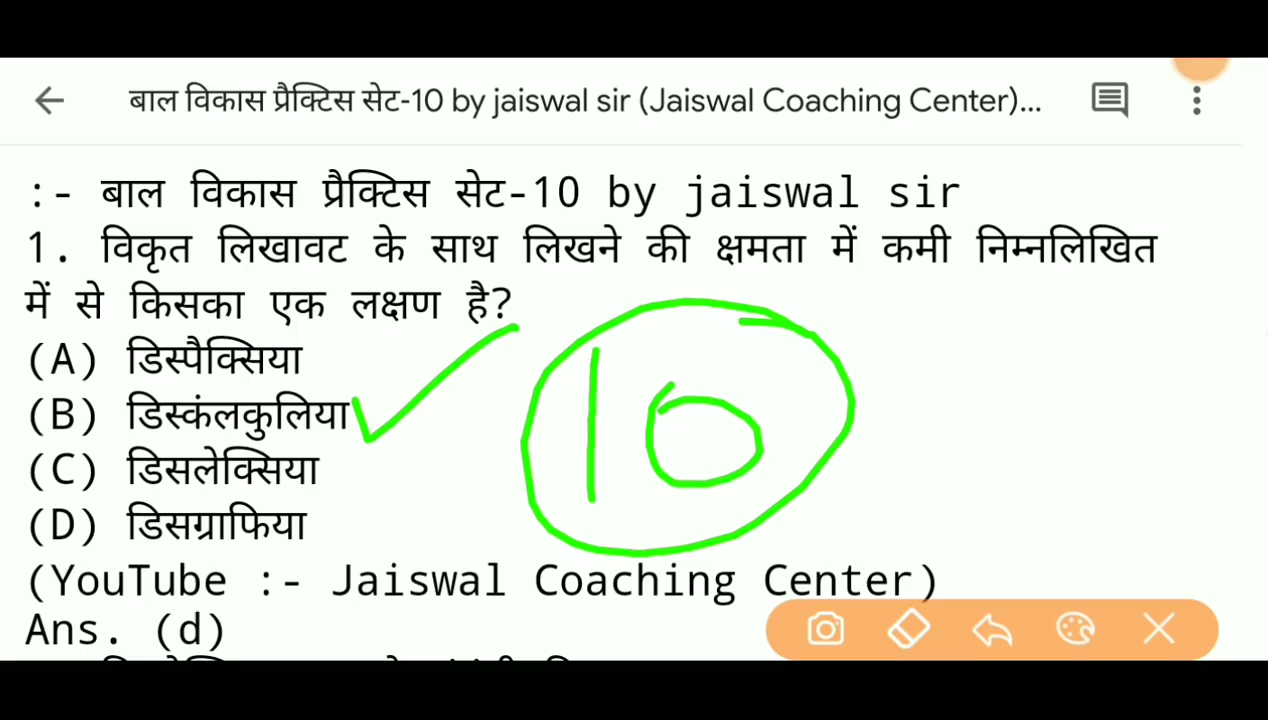 बाल विकास प्रैक्टिस सेट-10 by jaiswal sir (Jaiswal Coaching Center)...
:- बाल विकास प्रैक्टिस सेट-10 by jaiswal sir
1. विकृत लिखावट के साथ लिखने की क्षमता में कमी निम्नलिखित
में से किसका एक लक्षण है?
(A) डिस्पैक्सिया
(B) डिस्कंलकुलिया
(C) डिसलेक्सिया
(D) डिसग्राफिया
10
(YouTube :- Jaiswal Coaching Center)
Ans. (d)